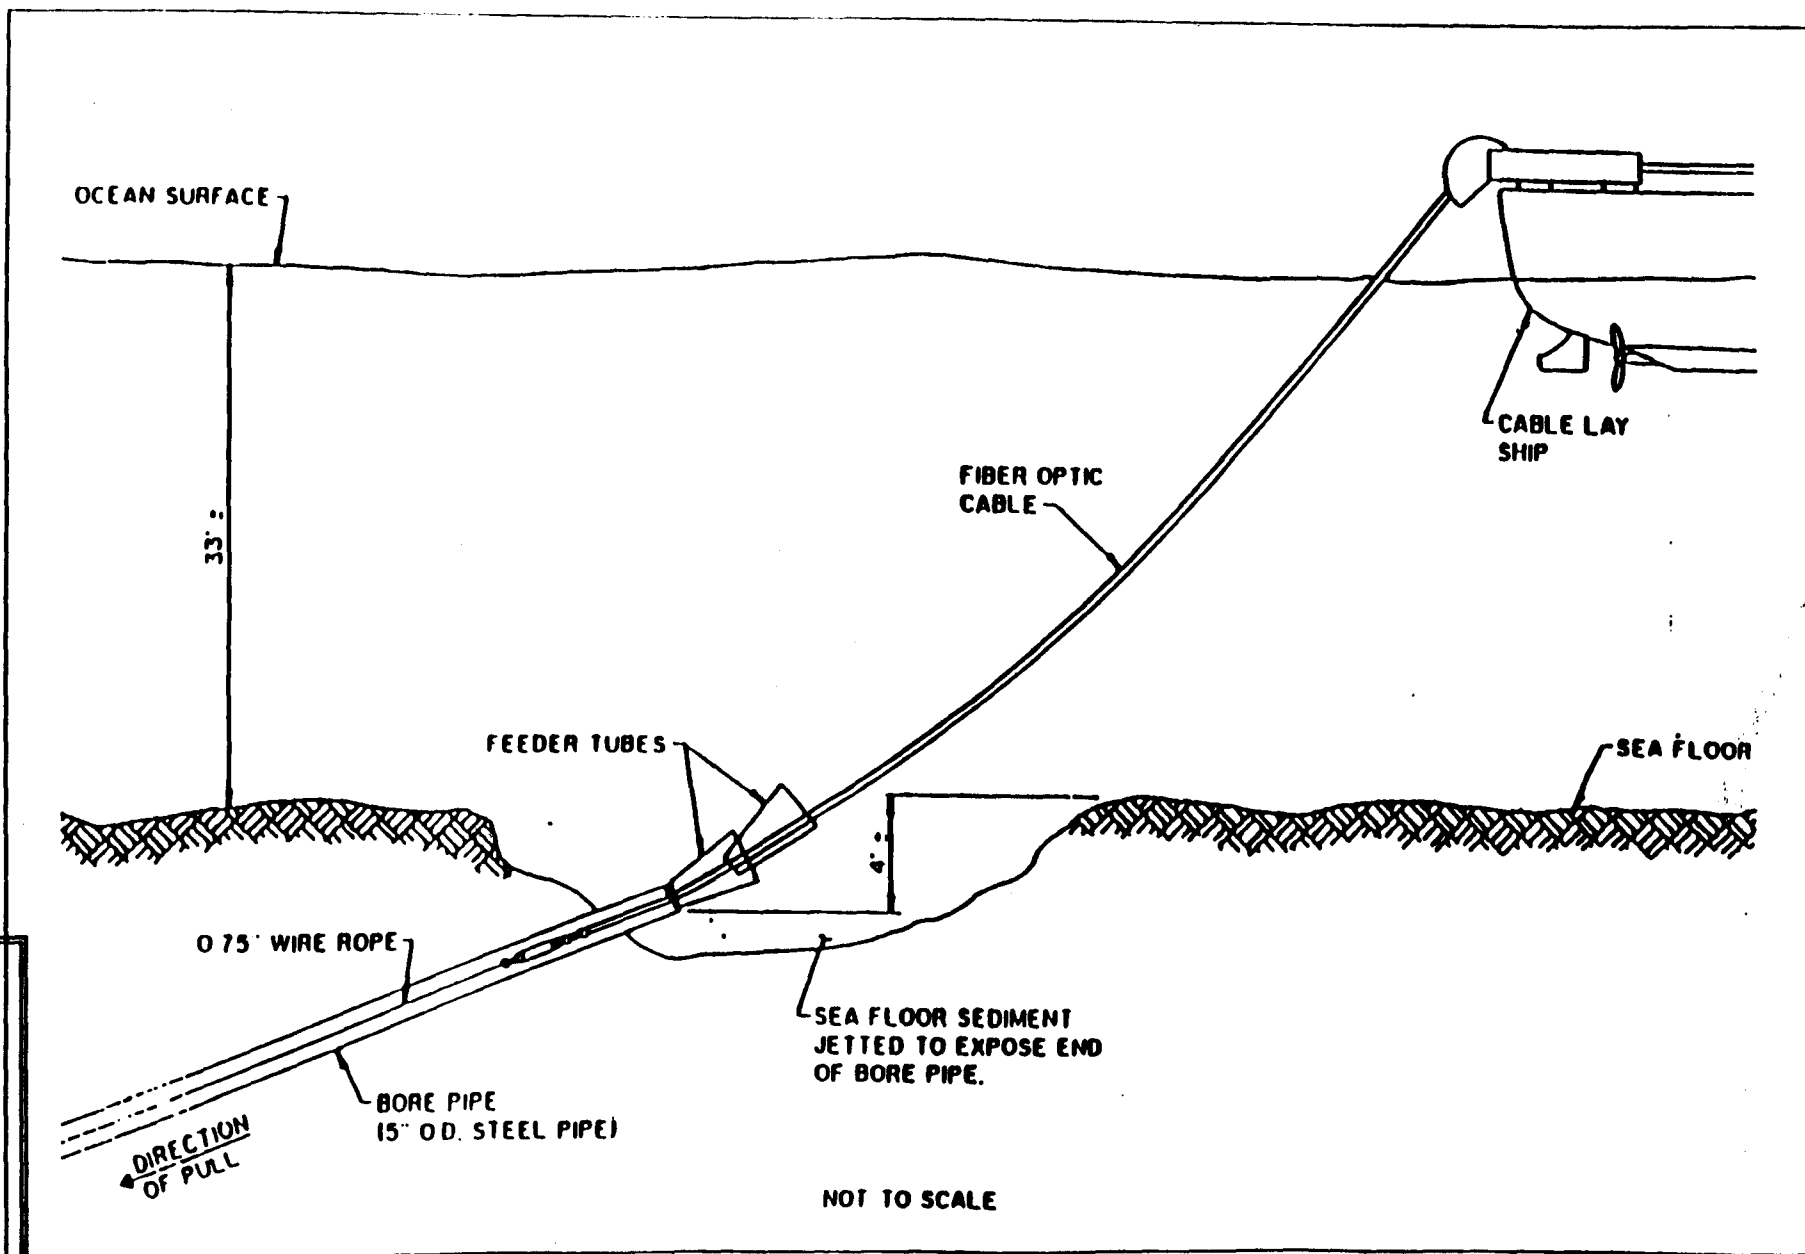 OCEAN SURFACE
33'±
CABLE LAY
SHIP
FIBER OPTIC
CABLE
FEEDER TUBES
SEA FLOOR
4'±
0.75" WIRE ROPE
SEA FLOOR SEDIMENT
JETTED TO EXPOSE END
OF BORE PIPE.
BORE PIPE
(5" O.D. STEEL PIPE)
DIRECTION
OF PULL
NOT TO SCALE